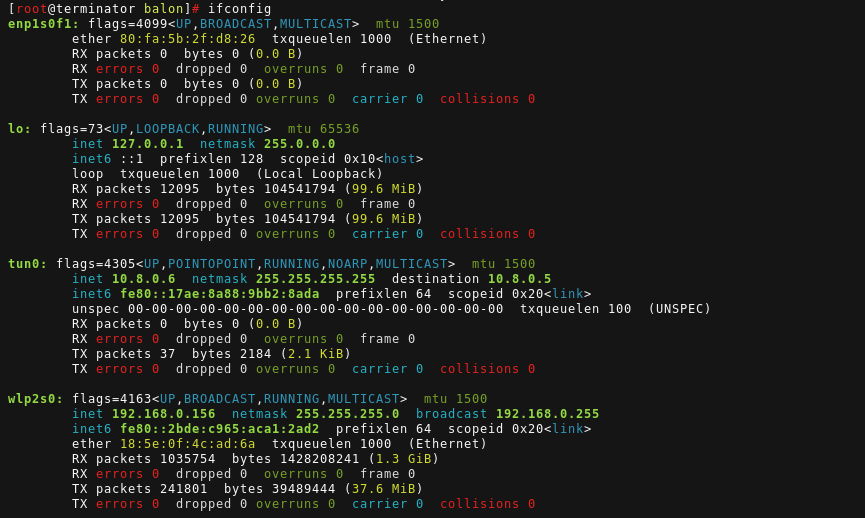 [root@terminator balon]# ifconfig
enp1s0f1: flags=4099<UP,BROADCAST,MULTICAST>  mtu 1500
        ether 80:fa:5b:2f:d8:26  txqueuelen 1000  (Ethernet)
        RX packets 0  bytes 0 (0.0 B)
        RX errors 0  dropped 0  overruns 0  frame 0
        TX packets 0  bytes 0 (0.0 B)
        TX errors 0  dropped 0 overruns 0  carrier 0  collisions 0

lo: flags=73<UP,LOOPBACK,RUNNING>  mtu 65536
        inet 127.0.0.1  netmask 255.0.0.0
        inet6 ::1  prefixlen 128  scopeid 0x10<host>
        loop  txqueuelen 1000  (Local Loopback)
        RX packets 12095  bytes 104541794 (99.6 MiB)
        RX errors 0  dropped 0  overruns 0  frame 0
        TX packets 12095  bytes 104541794 (99.6 MiB)
        TX errors 0  dropped 0 overruns 0  carrier 0  collisions 0

tun0: flags=4305<UP,POINTOPOINT,RUNNING,NOARP,MULTICAST>  mtu 1500
        inet 10.8.0.6  netmask 255.255.255.255  destination 10.8.0.5
        inet6 fe80::17ae:8a88:9bb2:8ada  prefixlen 64  scopeid 0x20<link>
        unspec 00-00-00-00-00-00-00-00-00-00-00-00-00-00-00-00  txqueuelen 100  (UNSPEC)
        RX packets 0  bytes 0 (0.0 B)
        RX errors 0  dropped 0  overruns 0  frame 0
        TX packets 37  bytes 2184 (2.1 KiB)
        TX errors 0  dropped 0 overruns 0  carrier 0  collisions 0

wlp2s0: flags=4163<UP,BROADCAST,RUNNING,MULTICAST>  mtu 1500
        inet 192.168.0.156  netmask 255.255.255.0  broadcast 192.168.0.255
        inet6 fe80::2bde:c965:aca1:2ad2  prefixlen 64  scopeid 0x20<link>
        ether 18:5e:0f:4c:ad:6a  txqueuelen 1000  (Ethernet)
        RX packets 1035754  bytes 1428208241 (1.3 GiB)
        RX errors 0  dropped 0  overruns 0  frame 0
        TX packets 241801  bytes 39489444 (37.6 MiB)
        TX errors 0  dropped 0 overruns 0  carrier 0  collisions 0